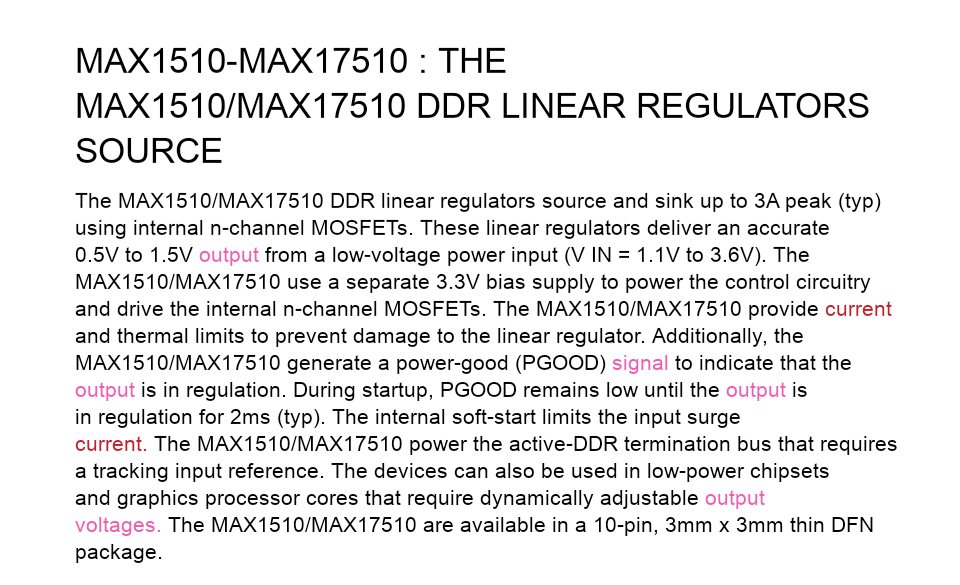 MAX1510-MAX17510 : THE
MAX1510/MAX17510 DDR LINEAR REGULATORS
SOURCE
The MAX1510/MAX17510 DDR linear regulators source and sink up to 3A peak (typ)
using internal n-channel MOSFETs. These linear regulators deliver an accurate
0.5V to 1.5V output from a low-voltage power input (V IN = 1.1V to 3.6V). The
MAX1510/MAX17510 use a separate 3.3V bias supply to power the control circuitry
and drive the internal n-channel MOSFETs. The MAX1510/MAX17510 provide current
and thermal limits to prevent damage to the linear regulator. Additionally, the
MAX1510/MAX17510 generate a power-good (PGOOD) signal to indicate that the
output is in regulation. During startup, PGOOD remains low until the output is
in regulation for 2ms (typ). The internal soft-start limits the input surge
current. The MAX1510/MAX17510 power the active-DDR termination bus that requires
a tracking input reference. The devices can also be used in low-power chipsets
and graphics processor cores that require dynamically adjustable output
voltages. The MAX1510/MAX17510 are available in a 10-pin, 3mm x 3mm thin DFN
package.